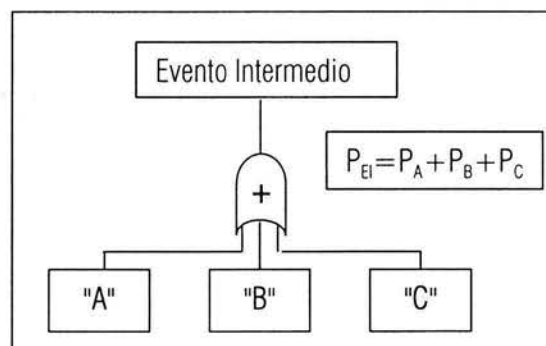 Evento Intermedio
P_EI=P_A+P_B+P_C
+
"A" "B" "C"